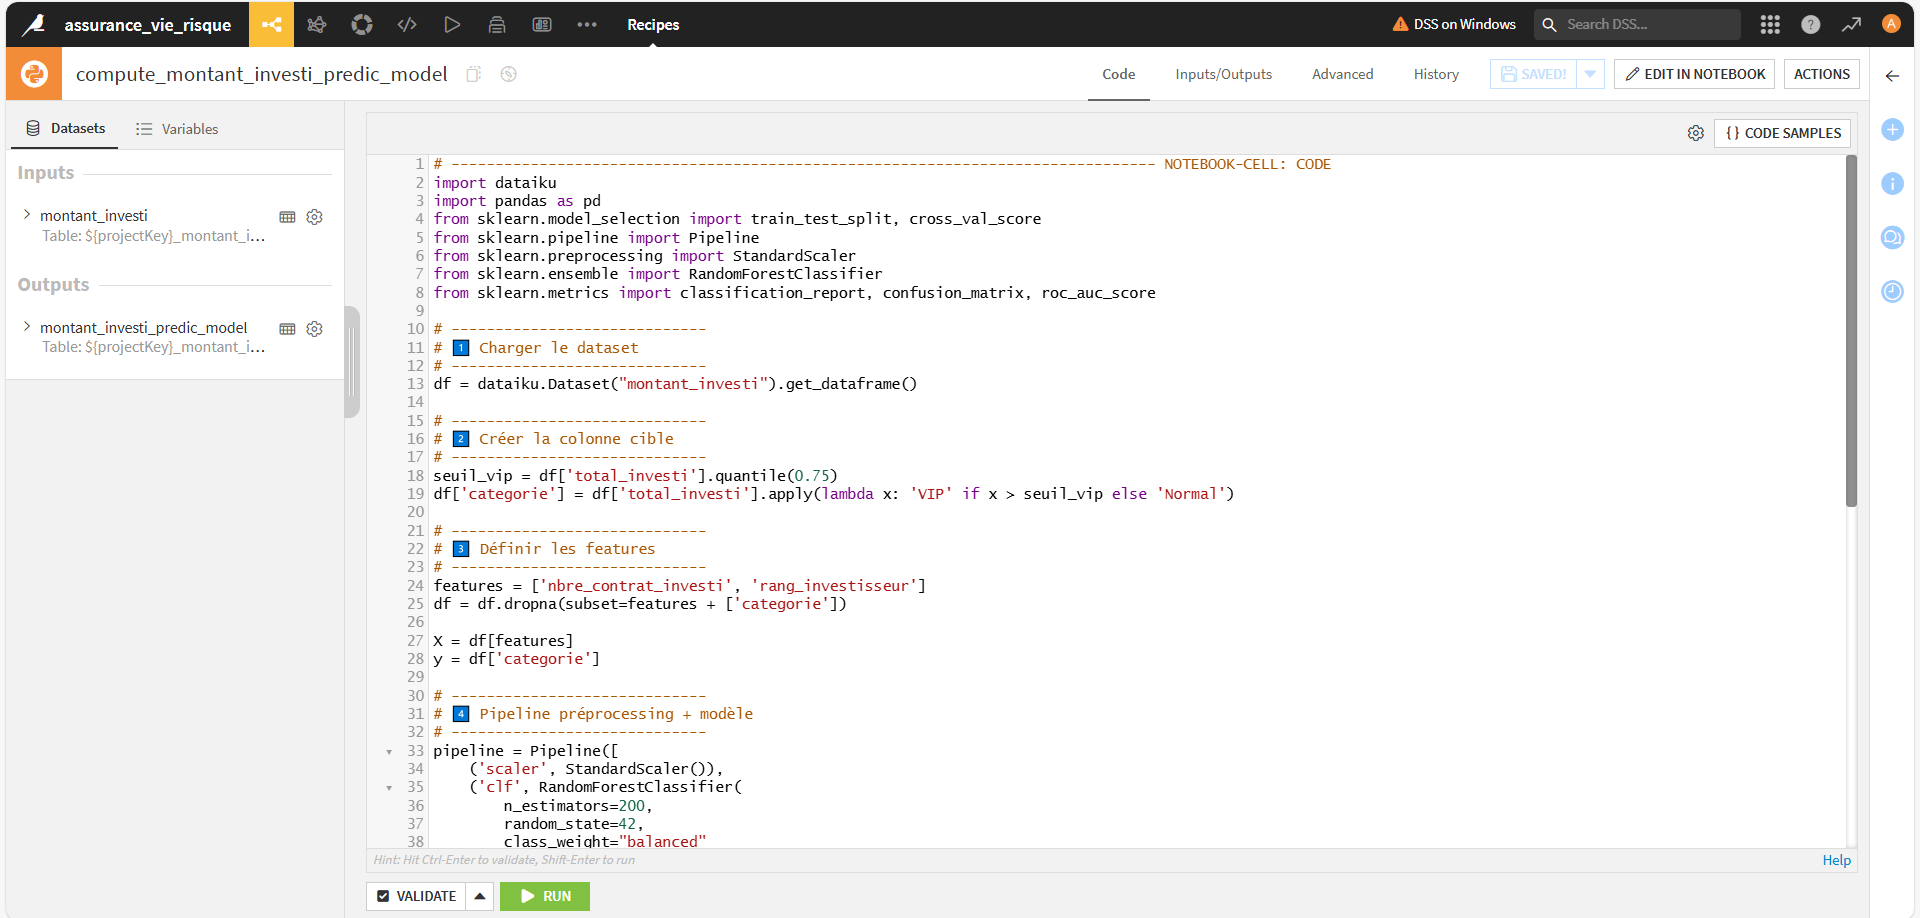 assurance_vie_risque
Recipes
DSS on Windows
Search DSS...
?
A
compute_montant_investi_predic_model
Code
Inputs/Outputs
Advanced
History
SAVED!
EDIT IN NOTEBOOK
ACTIONS
Datasets
Variables
Inputs
montant_investi
Table: ${projectKey}_montant_i...
Outputs
montant_investi_predic_model
Table: ${projectKey}_montant_i...
{ } CODE SAMPLES
1 # -------------------------------------------------------------------------------- NOTEBOOK-CELL: CODE
2 import dataiku
3 import pandas as pd
4 from sklearn.model_selection import train_test_split, cross_val_score
5 from sklearn.pipeline import Pipeline
6 from sklearn.preprocessing import StandardScaler
7 from sklearn.ensemble import RandomForestClassifier
8 from sklearn.metrics import classification_report, confusion_matrix, roc_auc_score
9
10 # -----------------------------
11 # 1 Charger le dataset
12 # -----------------------------
13 df = dataiku.Dataset("montant_investi").get_dataframe()
14
15 # -----------------------------
16 # 2 Créer la colonne cible
17 # -----------------------------
18 seuil_vip = df['total_investi'].quantile(0.75)
19 df['categorie'] = df['total_investi'].apply(lambda x: 'VIP' if x > seuil_vip else 'Normal')
20
21 # -----------------------------
22 # 3 Définir les features
23 # -----------------------------
24 features = ['nbre_contrat_investi', 'rang_investisseur']
25 df = df.dropna(subset=features + ['categorie'])
26
27 X = df[features]
28 y = df['categorie']
29
30 # -----------------------------
31 # 4 Pipeline préprocessing + modèle
32 # -----------------------------
33 pipeline = Pipeline([
34     ('scaler', StandardScaler()),
35     ('clf', RandomForestClassifier(
36         n_estimators=200,
37         random_state=42,
38         class_weight="balanced"
Hint: Hit Ctrl-Enter to validate, Shift-Enter to run
Help
VALIDATE
RUN